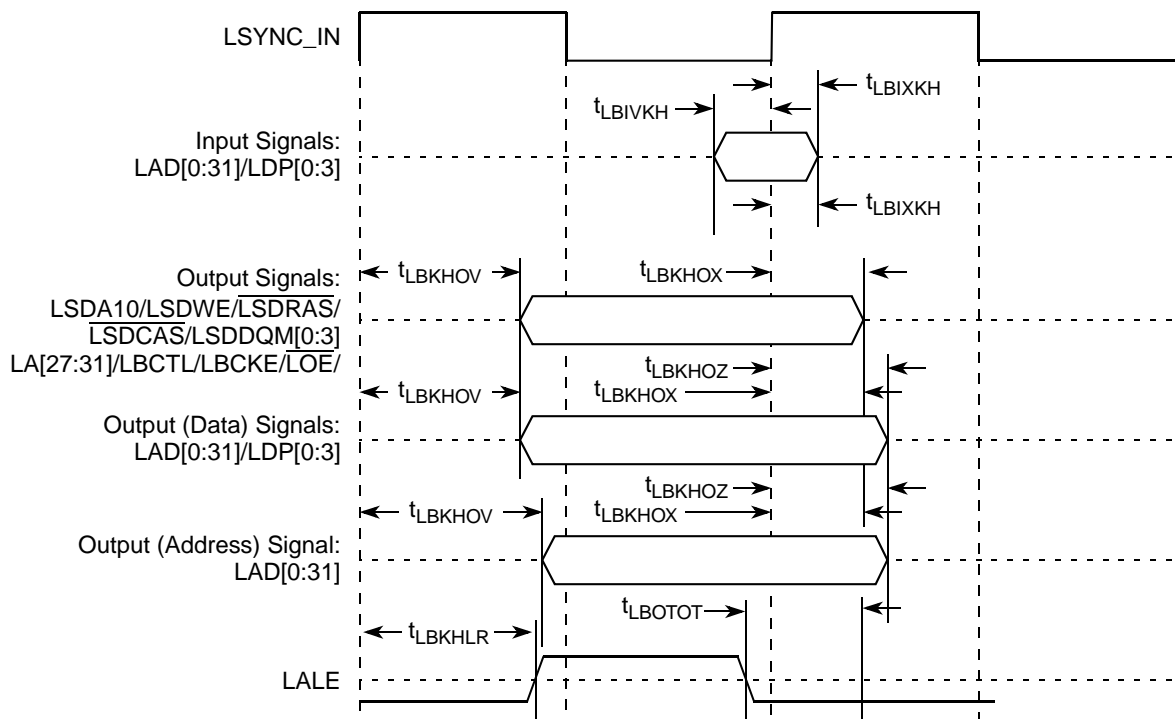 LSYNC_IN
tLBIXKH
tLBIVKH
Input Signals:
LAD[0:31]/LDP[0:3]
tLBIXKH
Output Signals:
tLBKHOV
tLBKHOX
LSDA10/LSDWE/LSDRAS/
LSDCAS/LSDDQM[0:3]
LA[27:31]/LBCTL/LBCKE/LOE/
tLBKHOZ
tLBKHOV
tLBKHOX
Output (Data) Signals:
LAD[0:31]/LDP[0:3]
tLBKHOZ
tLBKHOV
tLBKHOX
Output (Address) Signal:
LAD[0:31]
tLBOTOT
tLBKHLR
LALE